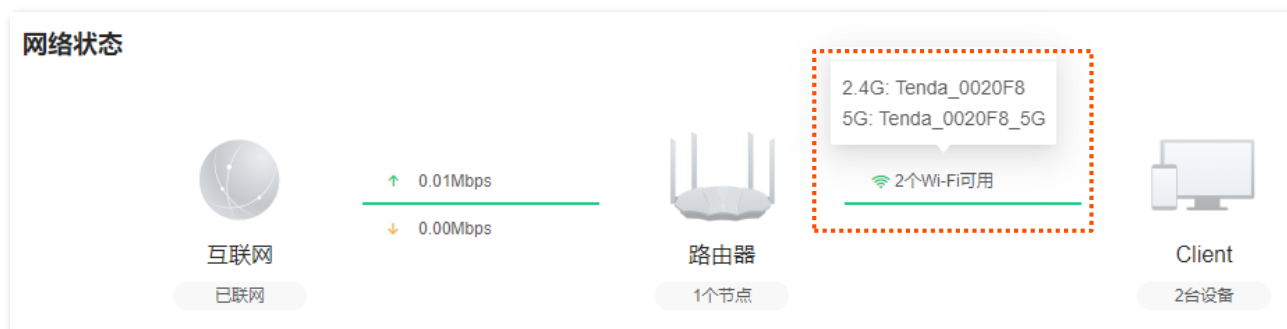 网络状态
2.4G: Tenda_0020F8
5G: Tenda_0020F8_5G
↑ 0.01Mbps
2个Wi-Fi可用
↓ 0.00Mbps
互联网
路由器
Client
已联网
1个节点
2台设备